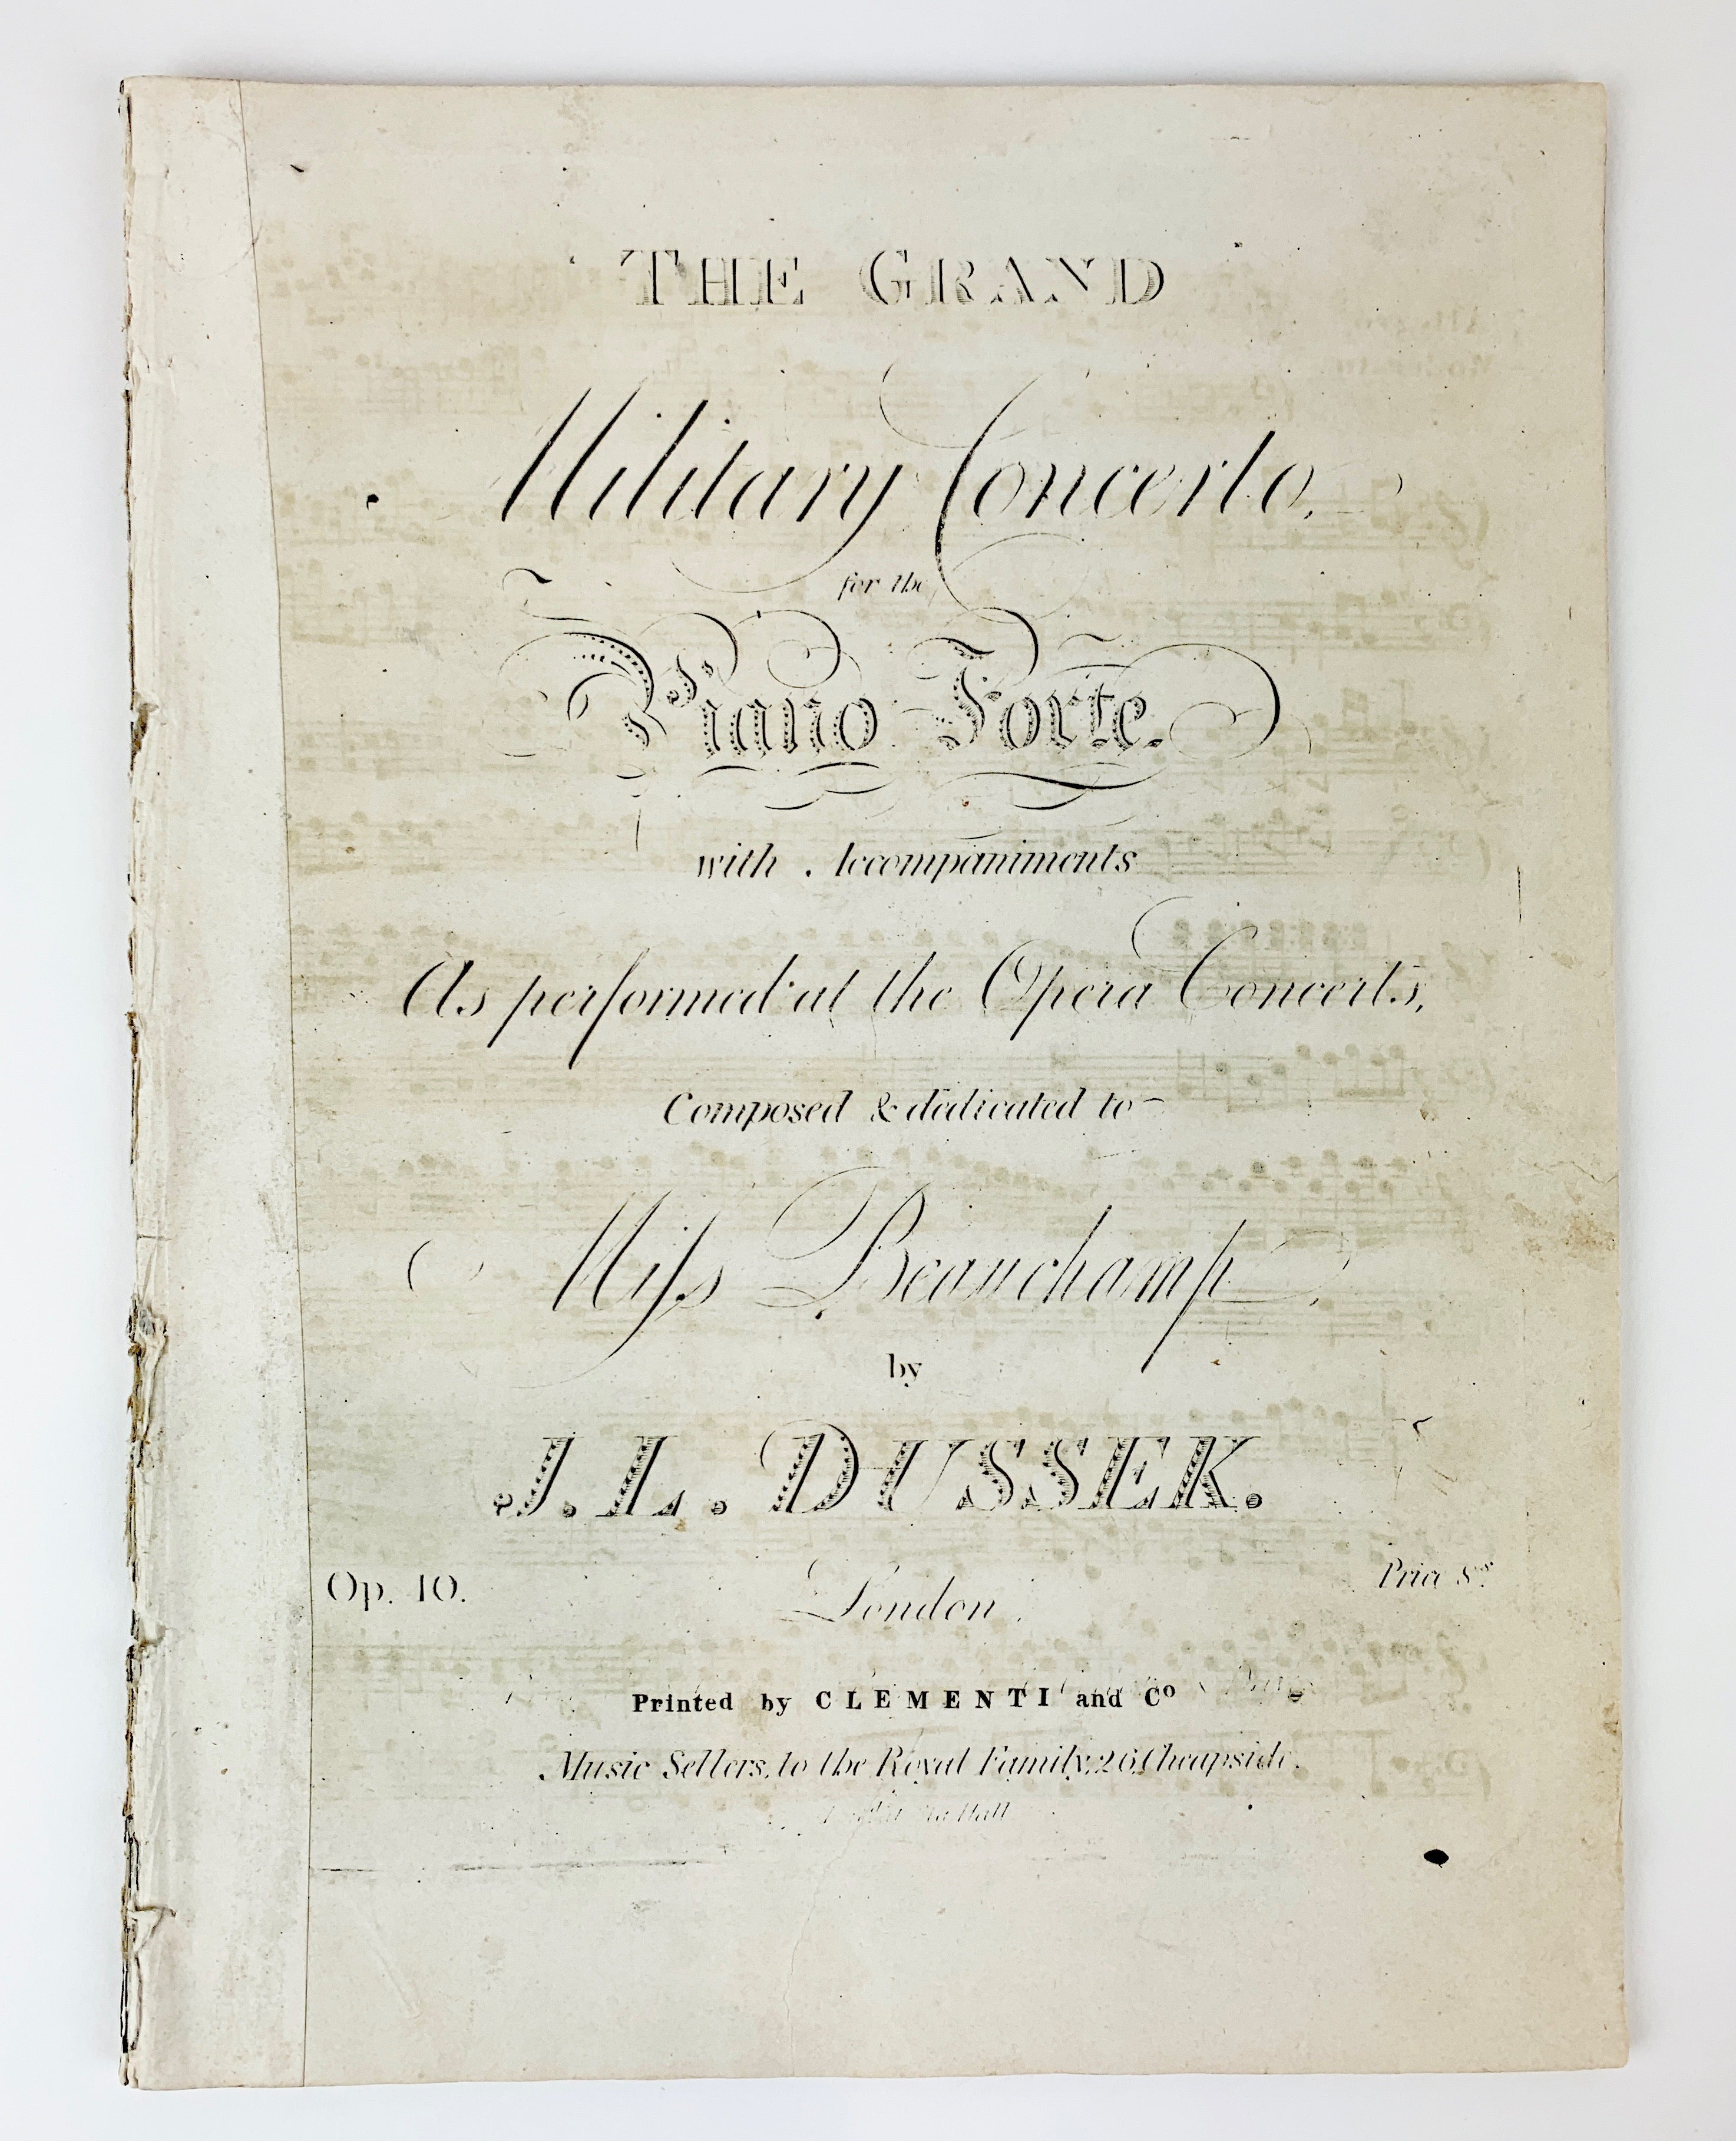 THE GRAND
Military Concerto,
for the
Piano Forte.
with Accompaniments
As performed at the Opera Concerts,
Composed & dedicated to
Miſs Beauchamp
by
J. L. DUSSEK.
Op. 40.
London.
Price 8s.
Printed by CLEMENTI and Co
Music Sellers, to the Royal Family, 26, Cheapside.
Hall